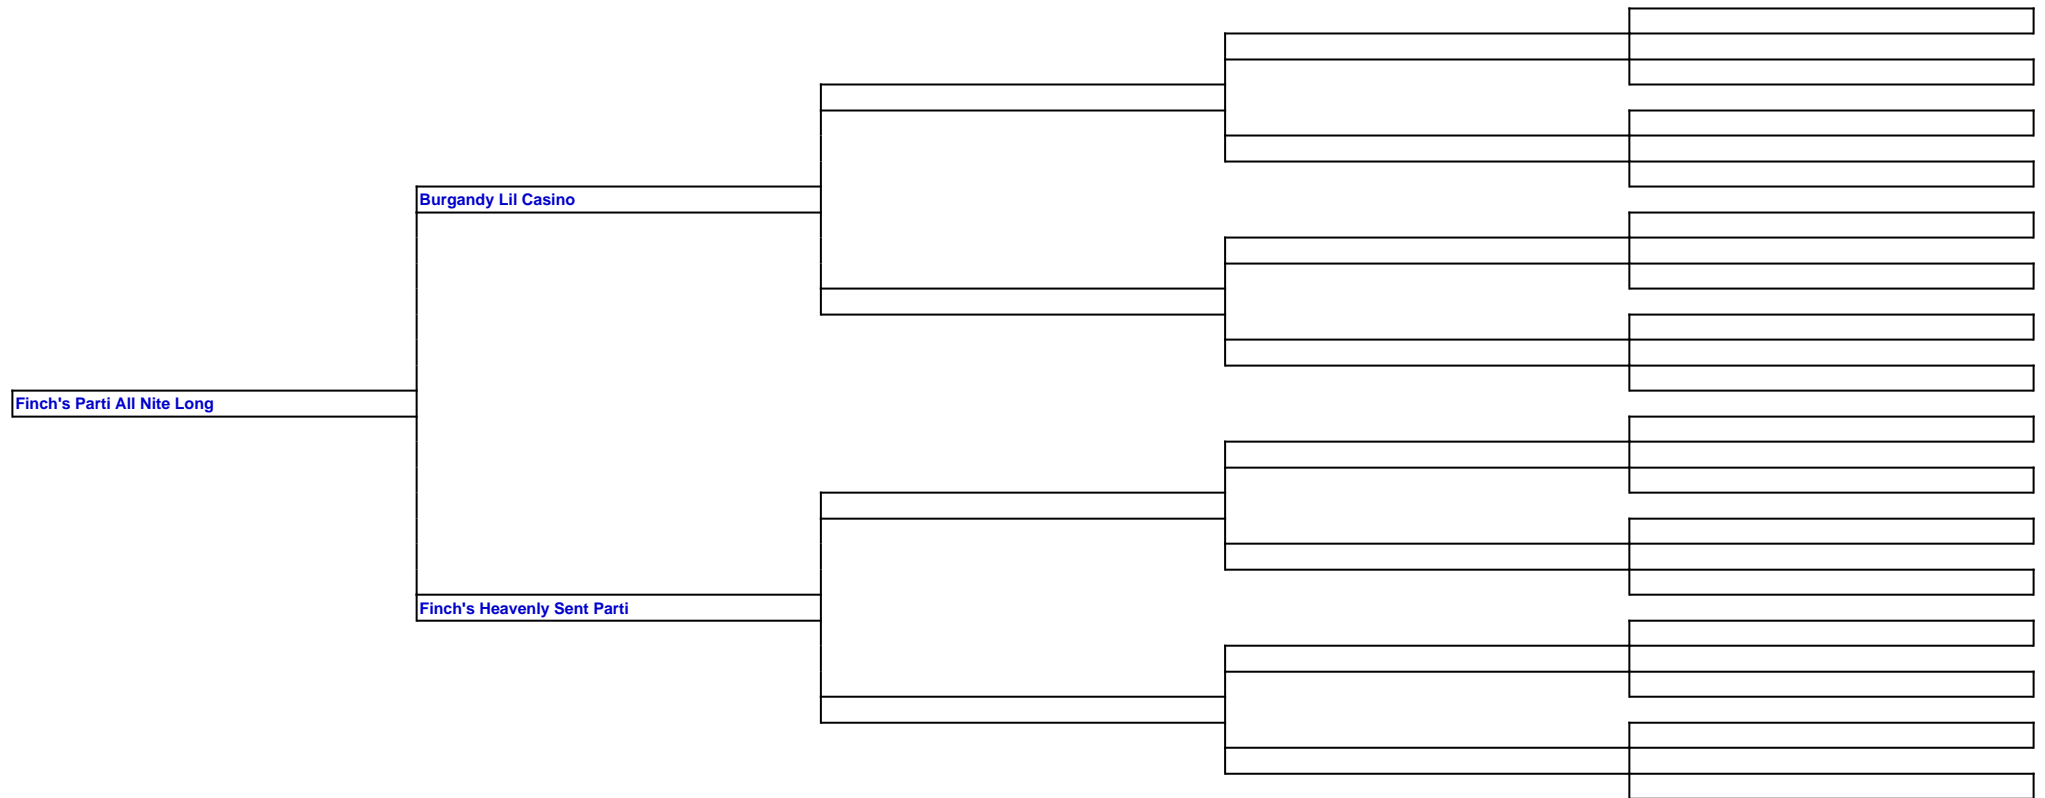 Burgandy Lil Casino
Finch's Parti All Nite Long
Finch's Heavenly Sent Parti